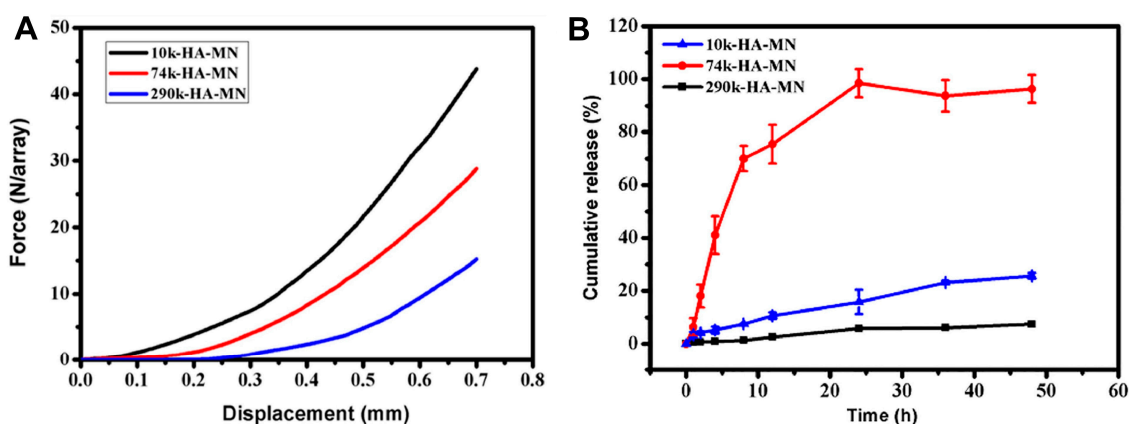 A
50
40
30
20
10
0
Force (N/array)
10k-HA-MN
74k-HA-MN
290k-HA-MN
0.0 0.1 0.2 0.3 0.4 0.5 0.6 0.7 0.8
Displacement (mm)
B
120
100
80
60
40
20
0
Cumulative release (%)
10k-HA-MN
74k-HA-MN
290k-HA-MN
0 10 20 30 40 50 60
Time (h)